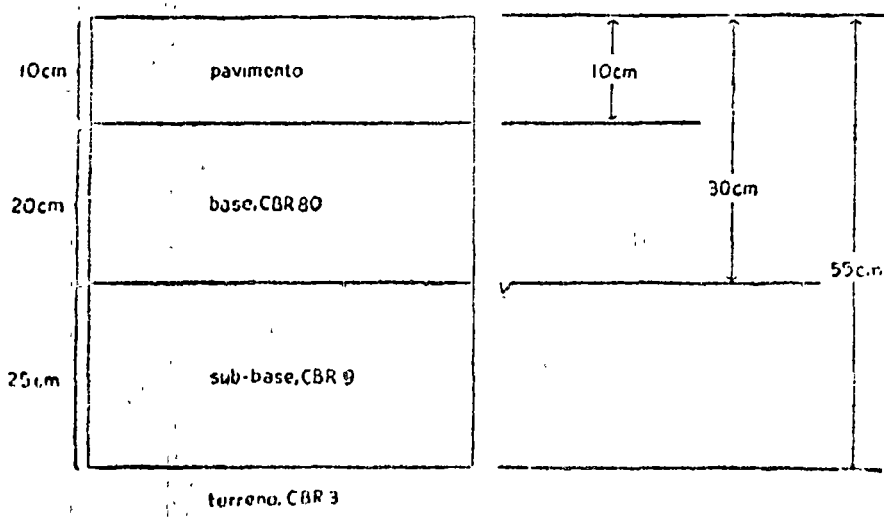 10cm
pavimento
10cm
20cm
base, CBR 80
30cm
55cm
25cm
sub-base, CBR 9
terreno, CBR 3